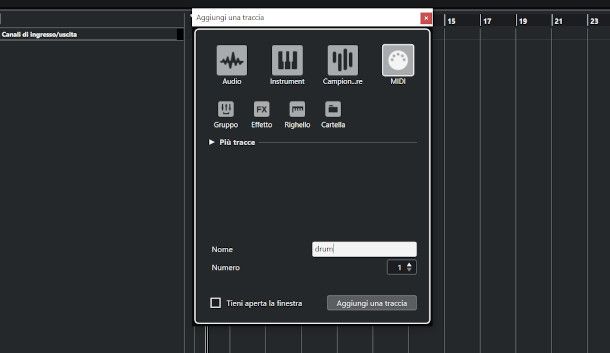 Aggiungi una traccia
15 17 19 21 23
Canali di ingresso/uscita
Audio Instrument Campion...re MIDI
FX
Gruppo Effetto Righello Cartella
Più tracce
Nome drum
Numero 1
Tieni aperta la finestra Aggiungi una traccia